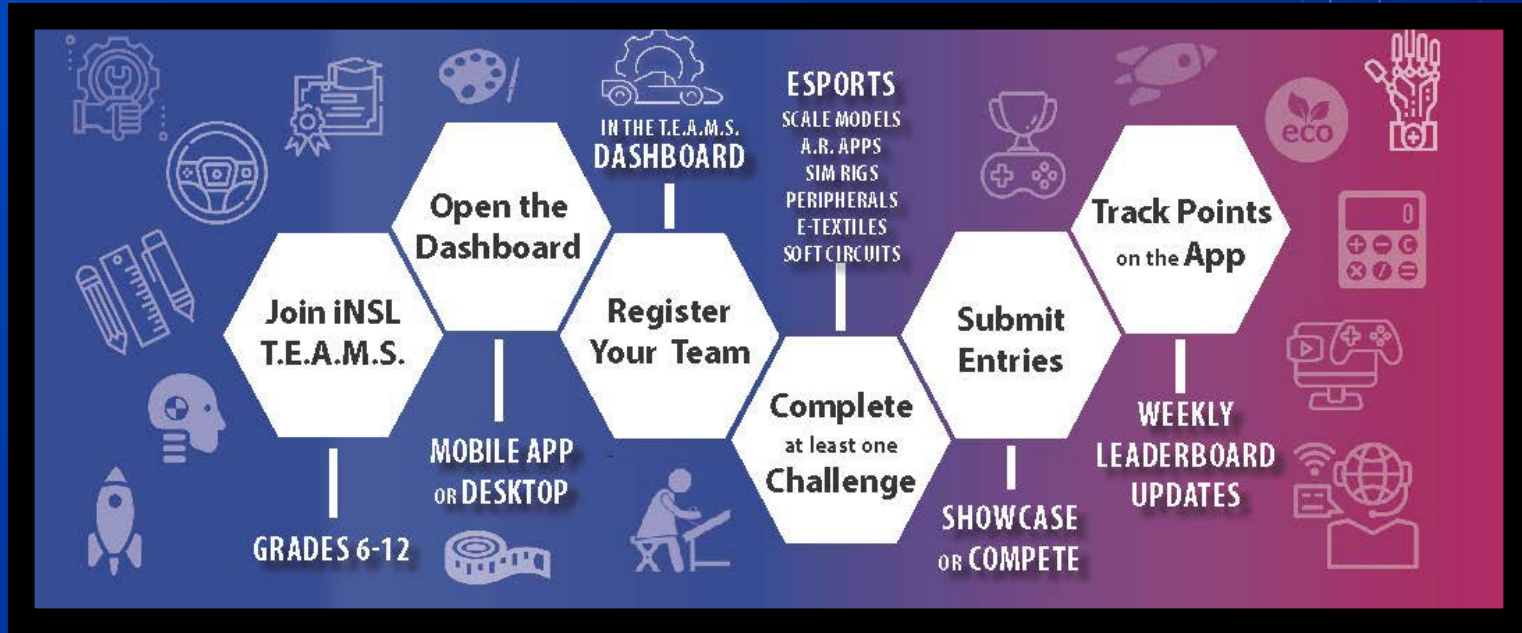 Join iNSL
T.E.A.M.S.
GRADES 6-12
Open the
Dashboard
MOBILE APP
OR DESKTOP
IN THE T.E.A.M.S.
DASHBOARD
Register
Your Team
ESPORTS
SCALE MODELS
A.R. APPS
SIM RIGS
PERIPHERALS
E-TEXTILES
SOFT CIRCUITS
Complete
at least one
Challenge
Submit
Entries
SHOWCASE
OR COMPETE
Track Points
on the App
WEEKLY
LEADERBOARD
UPDATES
eco
0
+ - C
× / =